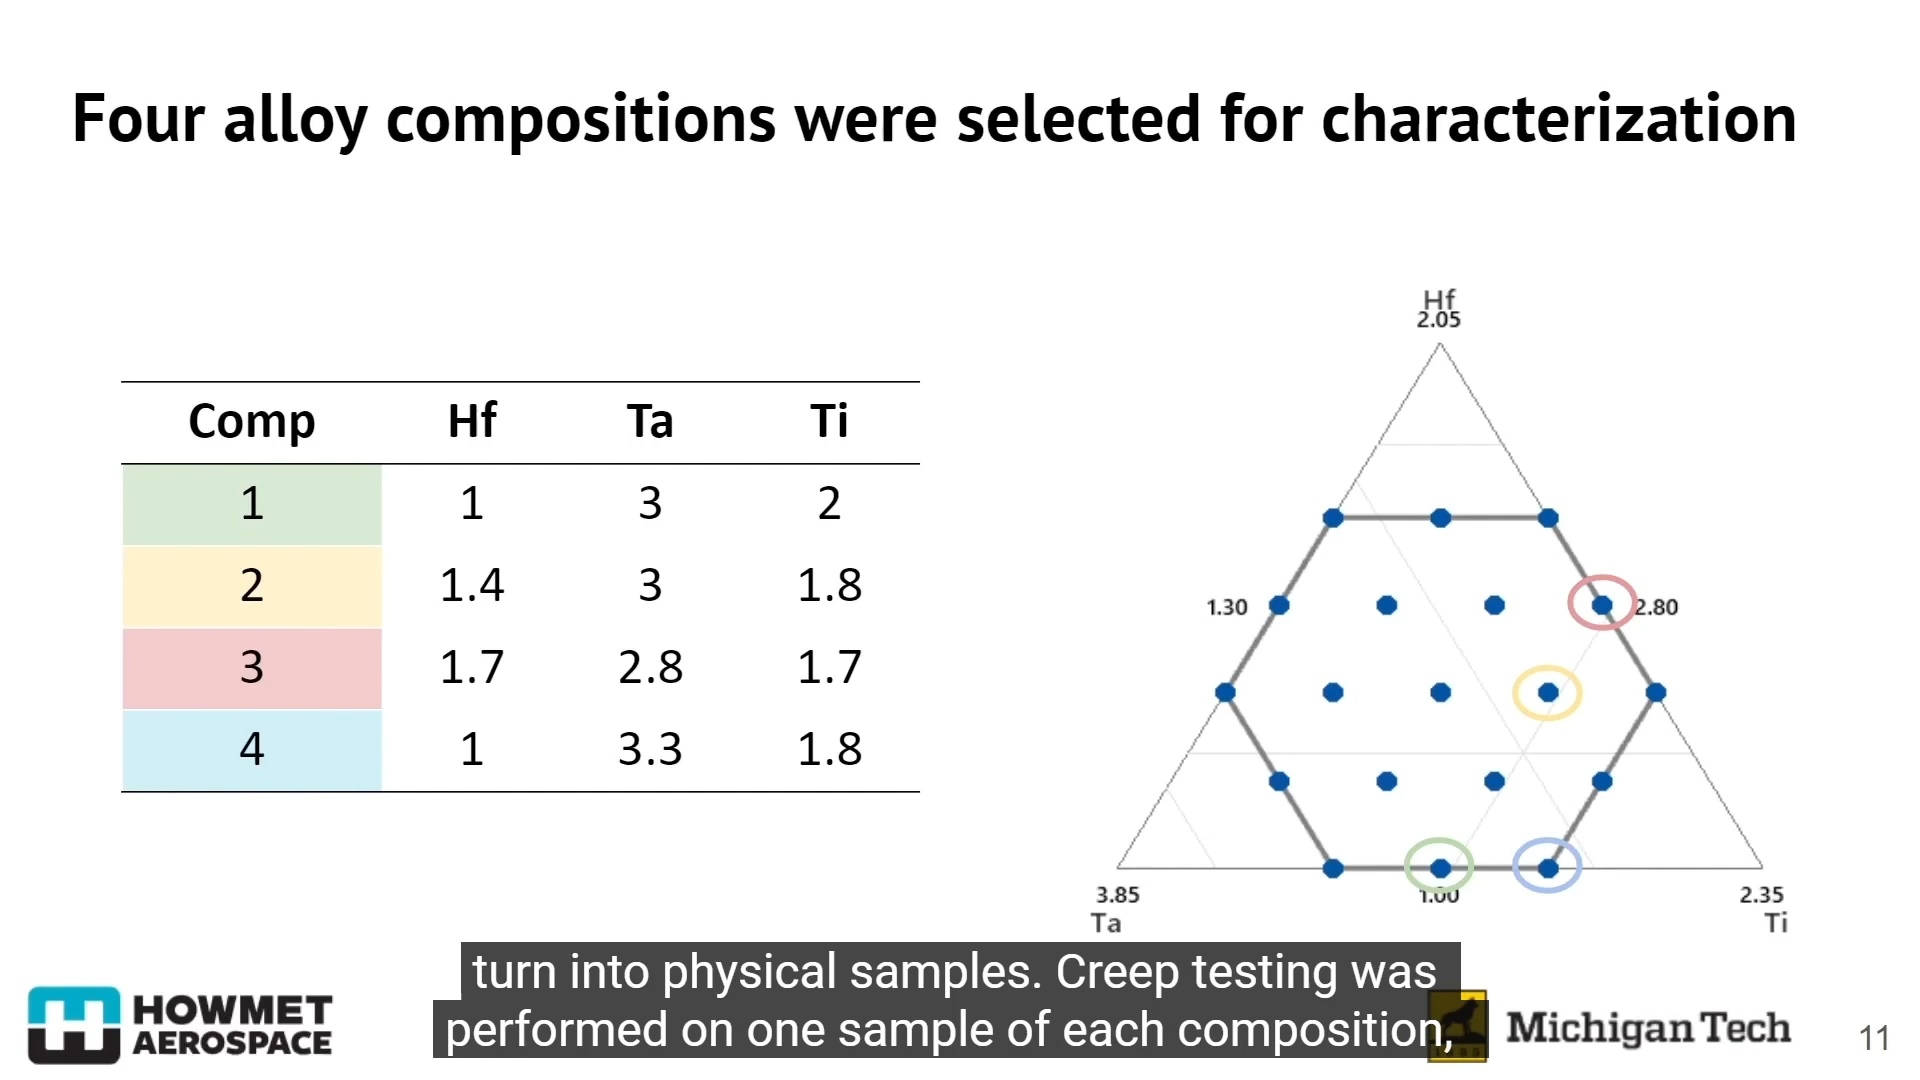 Four alloy compositions were selected for characterization
Comp Hf Ta Ti
1 1 3 2
2 1.4 3 1.8
3 1.7 2.8 1.7
4 1 3.3 1.8
Hf
2.05
1.30
2.80
3.85
1.00
2.35
Ta
Ti
turn into physical samples. Creep testing was
performed on one sample of each composition,
HOWMET
AEROSPACE
Michigan Tech
11